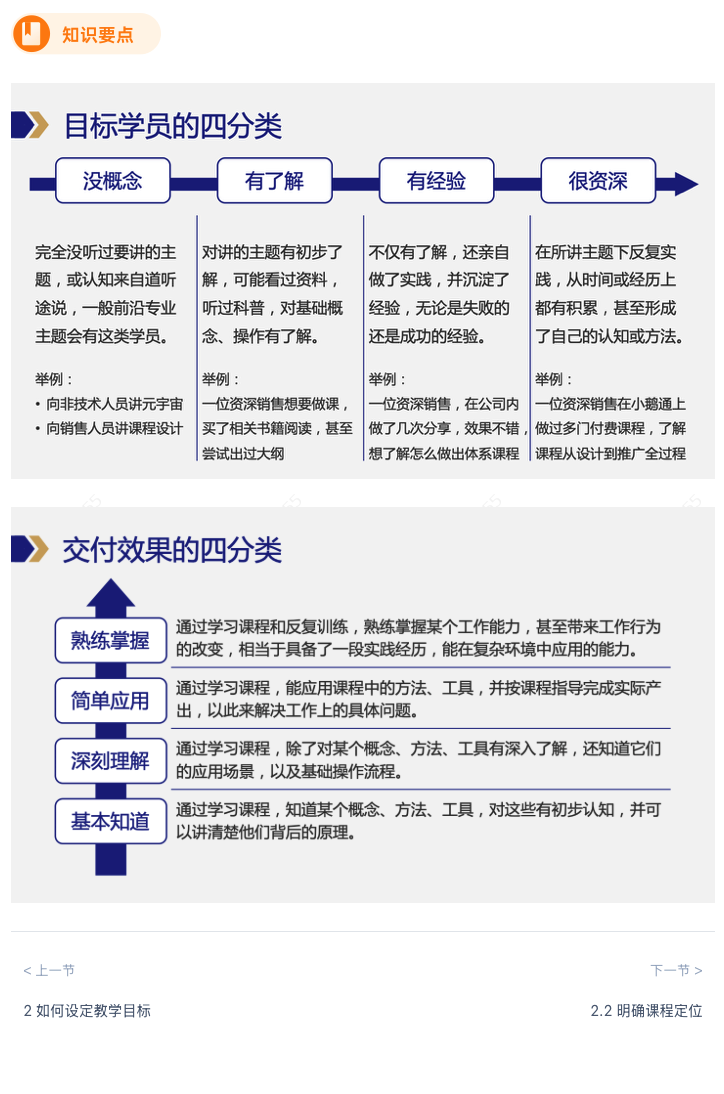 知识要点
目标学员的四分类
没概念
有了解
有经验
很资深
完全没听过要讲的主
题，或认知来自道听
途说，一般前沿专业
主题会有这类学员。
举例：
• 向非技术人员讲元宇宙
• 向销售人员讲课程设计
对讲的主题有初步了
解，可能看过资料，
听过科普，对基础概
念、操作有了解。
举例：
一位资深销售想要做课，
买了相关书籍阅读，甚至
尝试出过大纲
不仅有了解，还亲自
做了实践，并沉淀了
经验，无论是失败的
还是成功的经验。
举例：
一位资深销售，在公司内
做了几次分享，效果不错，
想了解怎么做出体系课程
在所讲主题下反复实
践，从时间或经历上
都有积累，甚至形成
了自己的认知或方法。
举例：
一位资深销售在小鹅通上
做过多门付费课程，了解
课程从设计到推广全过程
交付效果的四分类
熟练掌握
通过学习课程和反复训练，熟练掌握某个工作能力，甚至带来工作行为
的改变，相当于具备了一段实践经历，能在复杂环境中应用的能力。
简单应用
通过学习课程，能应用课程中的方法、工具，并按课程指导完成实际产
出，以此来解决工作上的具体问题。
深刻理解
通过学习课程，除了对某个概念、方法、工具有深入了解，还知道它们
的应用场景，以及基础操作流程。
基本知道
通过学习课程，知道某个概念、方法、工具，对这些有初步认知，并可
以讲清楚他们背后的原理。
< 上一节
下一节 >
2 如何设定教学目标
2.2 明确课程定位